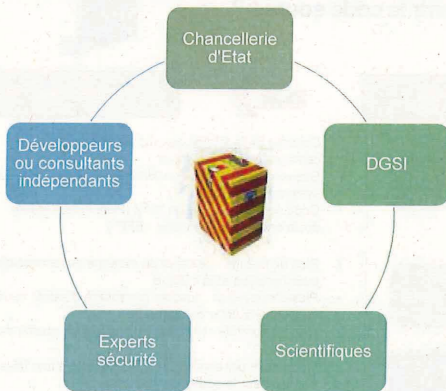 Chancellerie
d'Etat
Développeurs
ou consultants
indépendants
DGSI
Experts
sécurité
Scientifiques